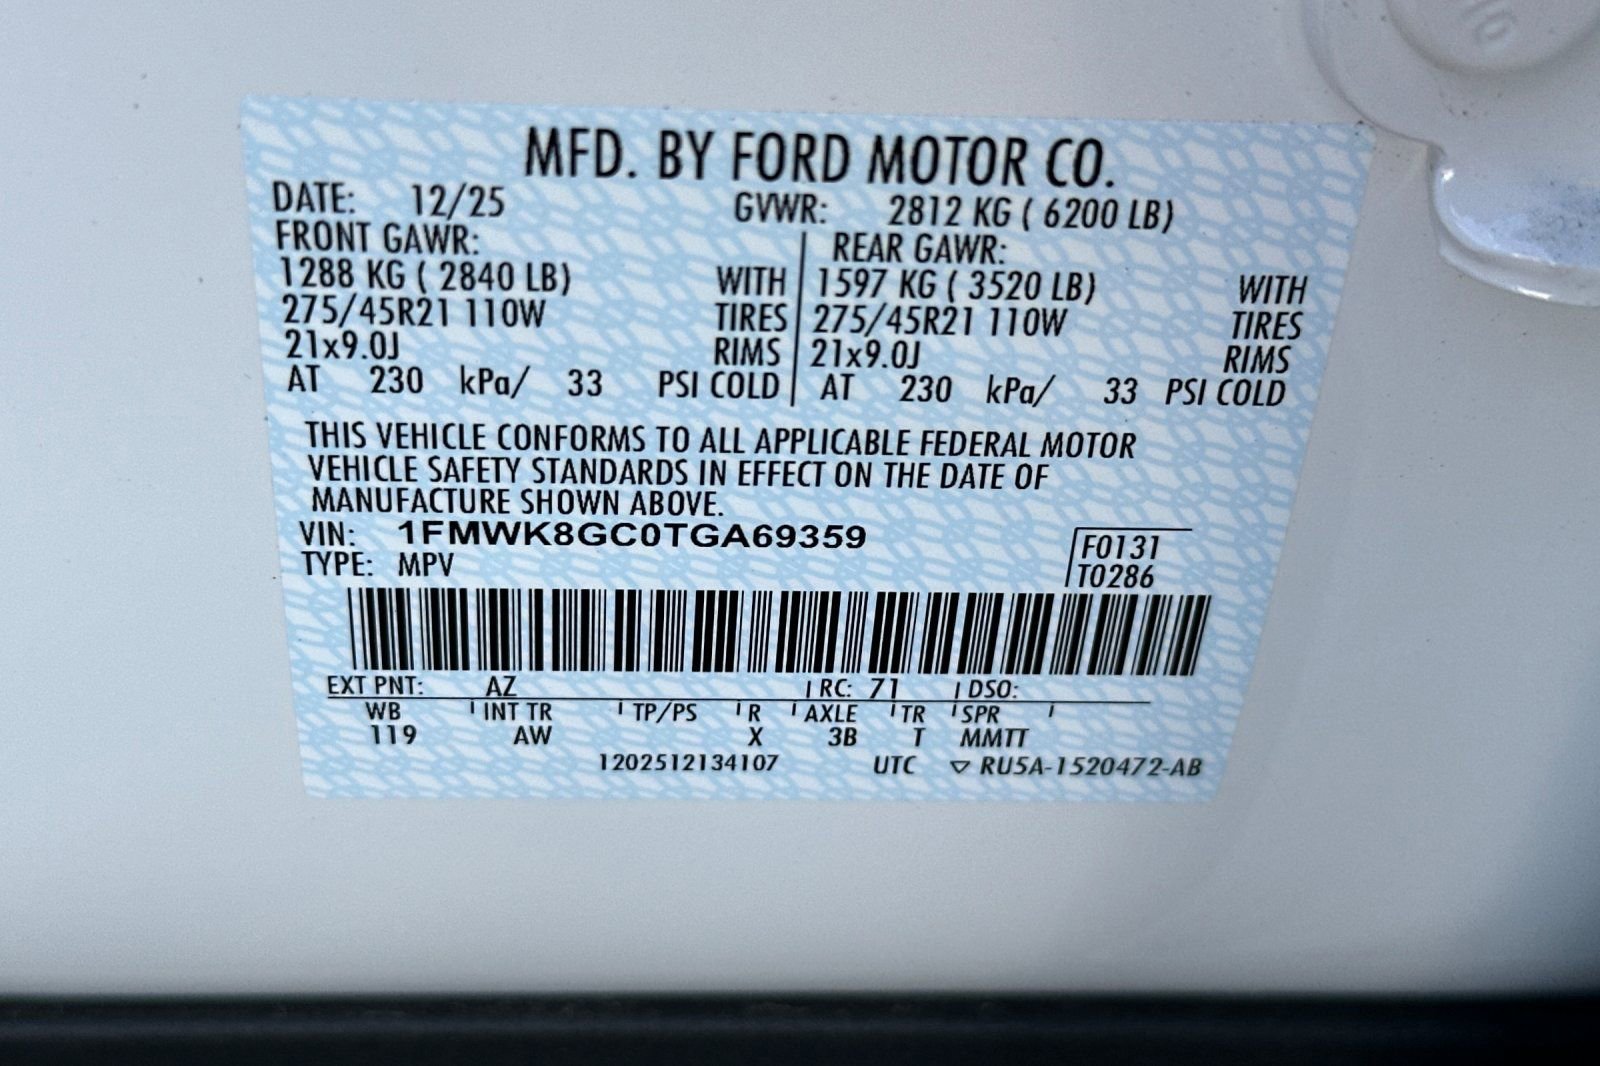 MFD. BY FORD MOTOR CO.
DATE: 12/25 GVWR: 2812 KG ( 6200 LB)
FRONT GAWR: REAR GAWR:
1288 KG ( 2840 LB) WITH 1597 KG ( 3520 LB) WITH
275/45R21 110W TIRES 275/45R21 110W TIRES
21x9.0J RIMS 21x9.0J RIMS
AT 230 kPa/ 33 PSI COLD AT 230 kPa/ 33 PSI COLD
THIS VEHICLE CONFORMS TO ALL APPLICABLE FEDERAL MOTOR
VEHICLE SAFETY STANDARDS IN EFFECT ON THE DATE OF
MANUFACTURE SHOWN ABOVE.
VIN: 1FMWK8GC0TGA69359
F0131
TYPE: MPV
T0286
EXT PNT: AZ RC: 71 DSO:
WB INT TR TP/PS R AXLE TR SPR
119 AW X 3B T MMTT
1202512134107 UTC ▽ RU5A-1520472-AB